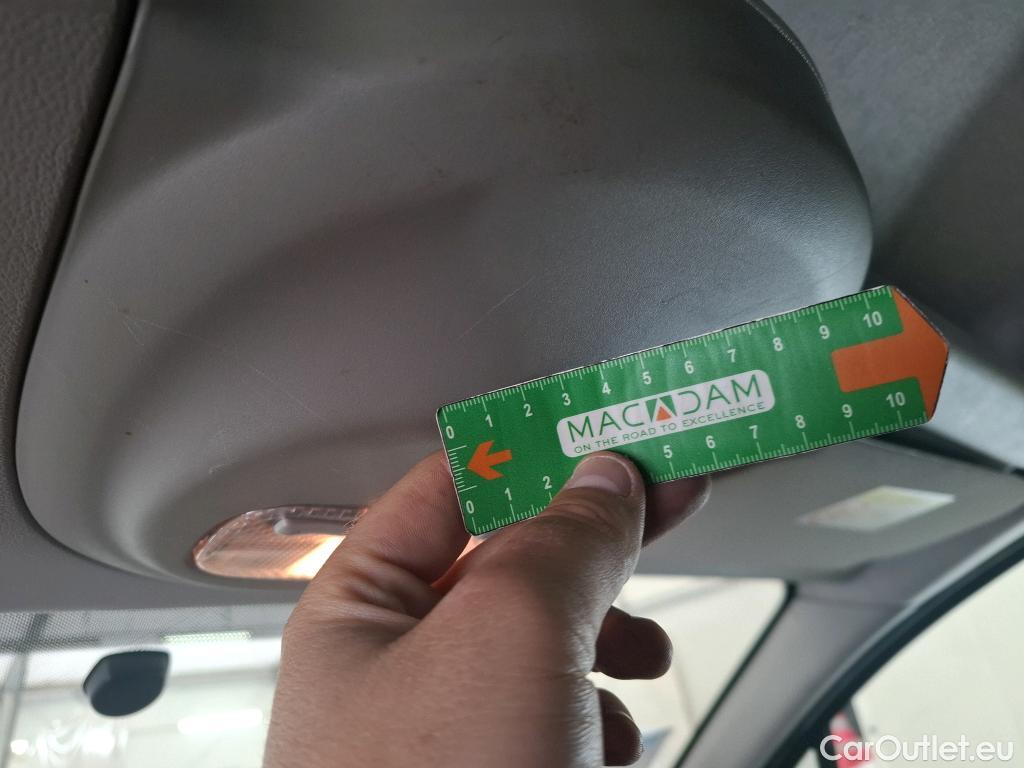 0 1 2 3 4 5 6 7 8 9 10
MACADAM
ON THE ROAD TO EXCELLENCE
0 1 2 5 6 7 8 9 10
CarOutlet.eu